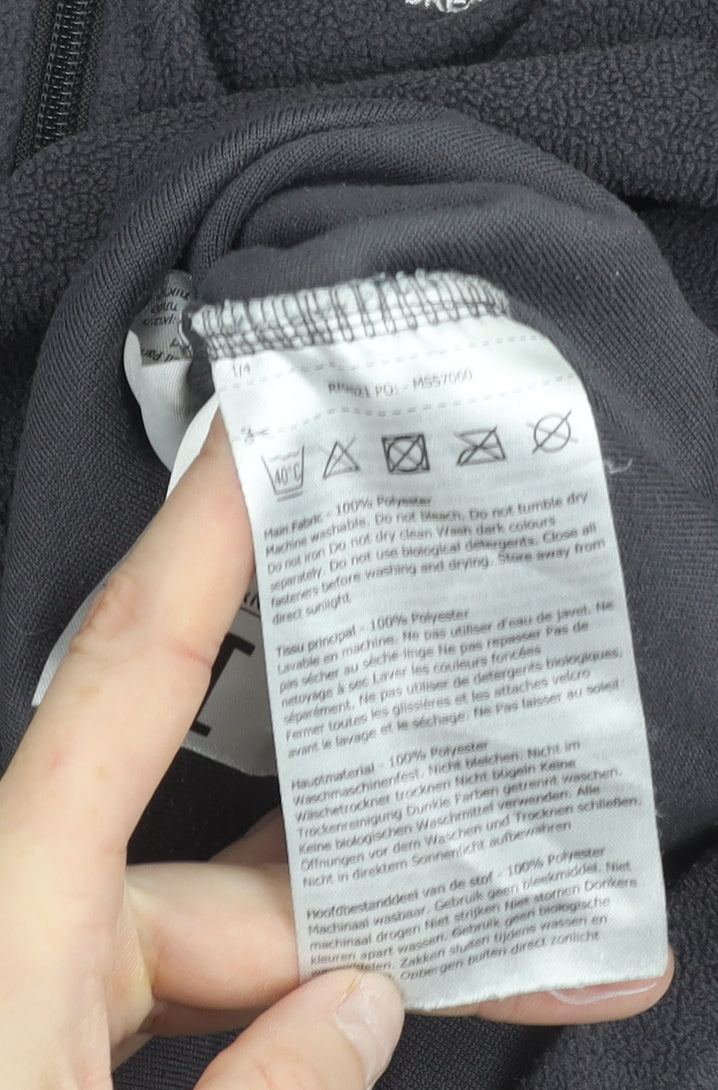 1/4
PO: - MSS7060
40°C
Main Fabric - 100% Polyester
Machine washable. Do not bleach. Do not tumble dry
Do not iron Do not dry clean Wash dark colours
separately. Do not use biological detergents. Close all
fasteners before washing and drying. Store away from
direct sunlight
Tissu principal - 100% Polyester
Lavable en machine. Ne pas utiliser d'eau de javel. Ne
pas sécher au sèche-linge Ne pas repasser Pas de
nettoyage à sec Laver les couleurs foncées
séparément. Ne pas utiliser de detergents biologiques.
Fermer toutes les glissières et les attaches velcro
avant le lavage et le séchage. Ne Pas laisser au soleil
Hauptmaterial - 100% Polyester
Waschmaschinenfest. Nicht bleichen. Nicht im
Wäschetrockner trocknen Nicht bügeln Keine
Trockenreinigung Dunkle Farben getrennt waschen.
Keine biologischen Waschmittel verwenden. Alle
Öffnungen vor dem Waschen und Trocknen schließen.
Nicht in direktem Sonnenlicht aufbewahren
Hoofdbestanddeel van de stof - 100% Polyester
Machinaal wasbaar. Gebruik geen bleekmiddel. Niet
machinaal drogen Niet strijken Niet stomen Donkere
kleuren apart wassen. Gebruik geen biologische
Zakken sluiten tijdens wassen en
Opbergen buiten direct zonlicht